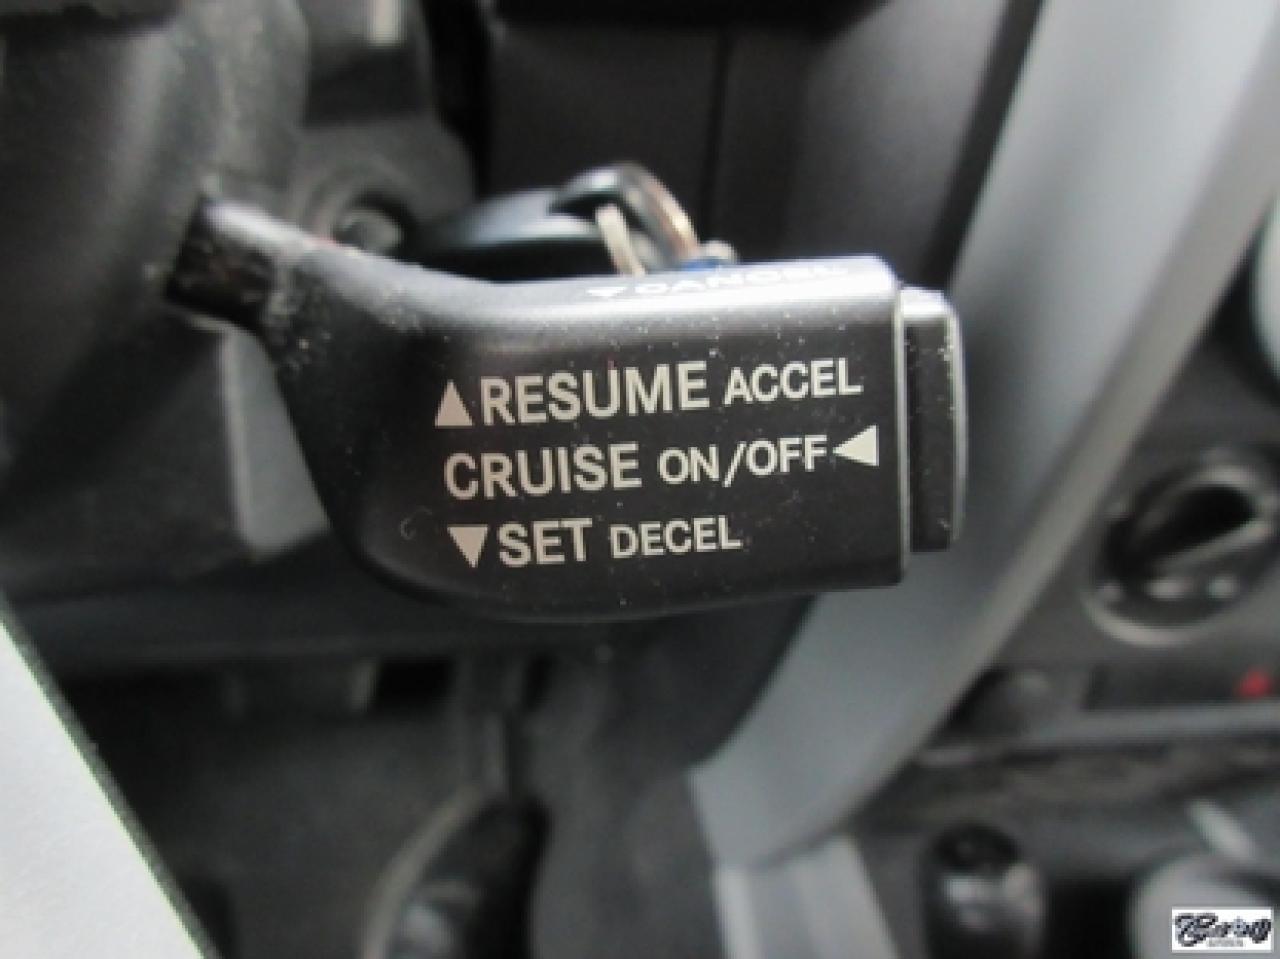 ▼CANCEL
▲RESUME ACCEL
CRUISE ON/OFF◀
▼SET DECEL